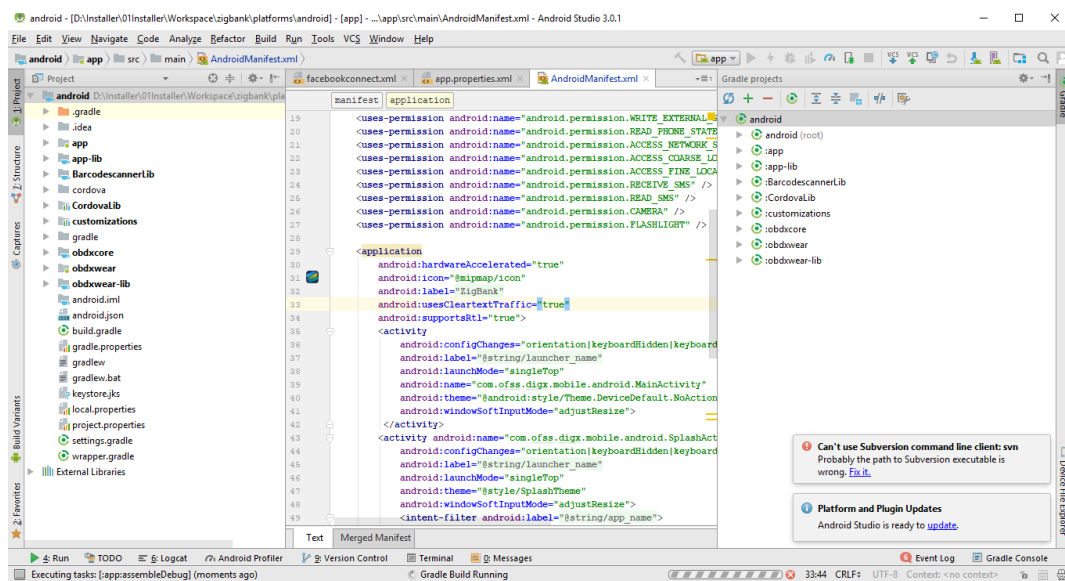 android - [D:\Installer\01Installer\Workspace\zigbank\platforms\android] - [app] - ...\app\src\main\AndroidManifest.xml - Android Studio 3.0.1
File Edit View Navigate Code Analyze Refactor Build Run Tools VCS Window Help
android app src main AndroidManifest.xml
app
VCS VCS
Project
facebookconnect.xml
app.properties.xml
AndroidManifest.xml
Gradle projects
1: Project
Z: Structure
Captures
Build Variants
2: Favorites
android D:\Installer\01Installer\Workspace\zigbank\pla
.gradle
.idea
app
app-lib
BarcodescannerLib
cordova
CordovaLib
customizations
gradle
obdxcore
obdxwear
obdxwear-lib
android.iml
android.json
build.gradle
gradle.properties
gradlew
gradlew.bat
keystore.jks
local.properties
project.properties
settings.gradle
wrapper.gradle
External Libraries
manifest application
19 <uses-permission android:name="android.permission.WRITE_EXTERNAL_S
20 <uses-permission android:name="android.permission.READ_PHONE_STATE
21 <uses-permission android:name="android.permission.ACCESS_NETWORK_S
22 <uses-permission android:name="android.permission.ACCESS_COARSE_LO
23 <uses-permission android:name="android.permission.ACCESS_FINE_LOCA
24 <uses-permission android:name="android.permission.RECEIVE_SMS" />
25 <uses-permission android:name="android.permission.READ_SMS" />
26 <uses-permission android:name="android.permission.CAMERA" />
27 <uses-permission android:name="android.permission.FLASHLIGHT" />
28
29 <application
30 android:hardwareAccelerated="true"
31 android:icon="@mipmap/icon"
32 android:label="ZigBank"
33 android:usesCleartextTraffic="true"
34 android:supportsRtl="true">
35 <activity
36 android:configChanges="orientation|keyboardHidden|keyboard
37 android:label="@string/launcher_name"
38 android:launchMode="singleTop"
39 android:name="com.ofss.digx.mobile.android.MainActivity"
40 android:theme="@android:style/Theme.DeviceDefault.NoAction
41 android:windowSoftInputMode="adjustResize">
42 </activity>
43 <activity android:name="com.ofss.digx.mobile.android.SplashAct
44 android:configChanges="orientation|keyboardHidden|keyboard
45 android:label="@string/launcher_name"
46 android:launchMode="singleTop"
47 android:theme="@style/SplashTheme"
48 android:windowSoftInputMode="adjustResize">
49 <intent-filter android:label="@string/app_name">
Text Merged Manifest
android
android (root)
:app
:app-lib
:BarcodescannerLib
:CordovaLib
:customizations
:obdxcore
:obdxwear
:obdxwear-lib
Gradle
Device File Explorer
Can't use Subversion command line client: svn
Probably the path to Subversion executable is
wrong. Fix it.
Platform and Plugin Updates
Android Studio is ready to update.
4: Run TODO 6: Logcat Android Profiler 9: Version Control Terminal 0: Messages Event Log Gradle Console
Executing tasks: [:app:assembleDebug] (moments ago) Gradle Build Running 33:44 CRLF÷ UTF-8 Context: <no context>